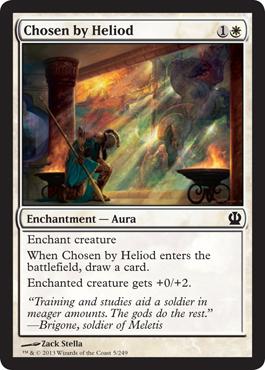 Chosen by Heliod 1
Enchantment — Aura
Enchant creature
When Chosen by Heliod enters the
battlefield, draw a card.
Enchanted creature gets +0/+2.
“Training and studies aid a soldier in
meager amounts. The gods do the rest.”
—Brigone, soldier of Meletis
Zack Stella
™ & © 2013 Wizards of the Coast 5/249